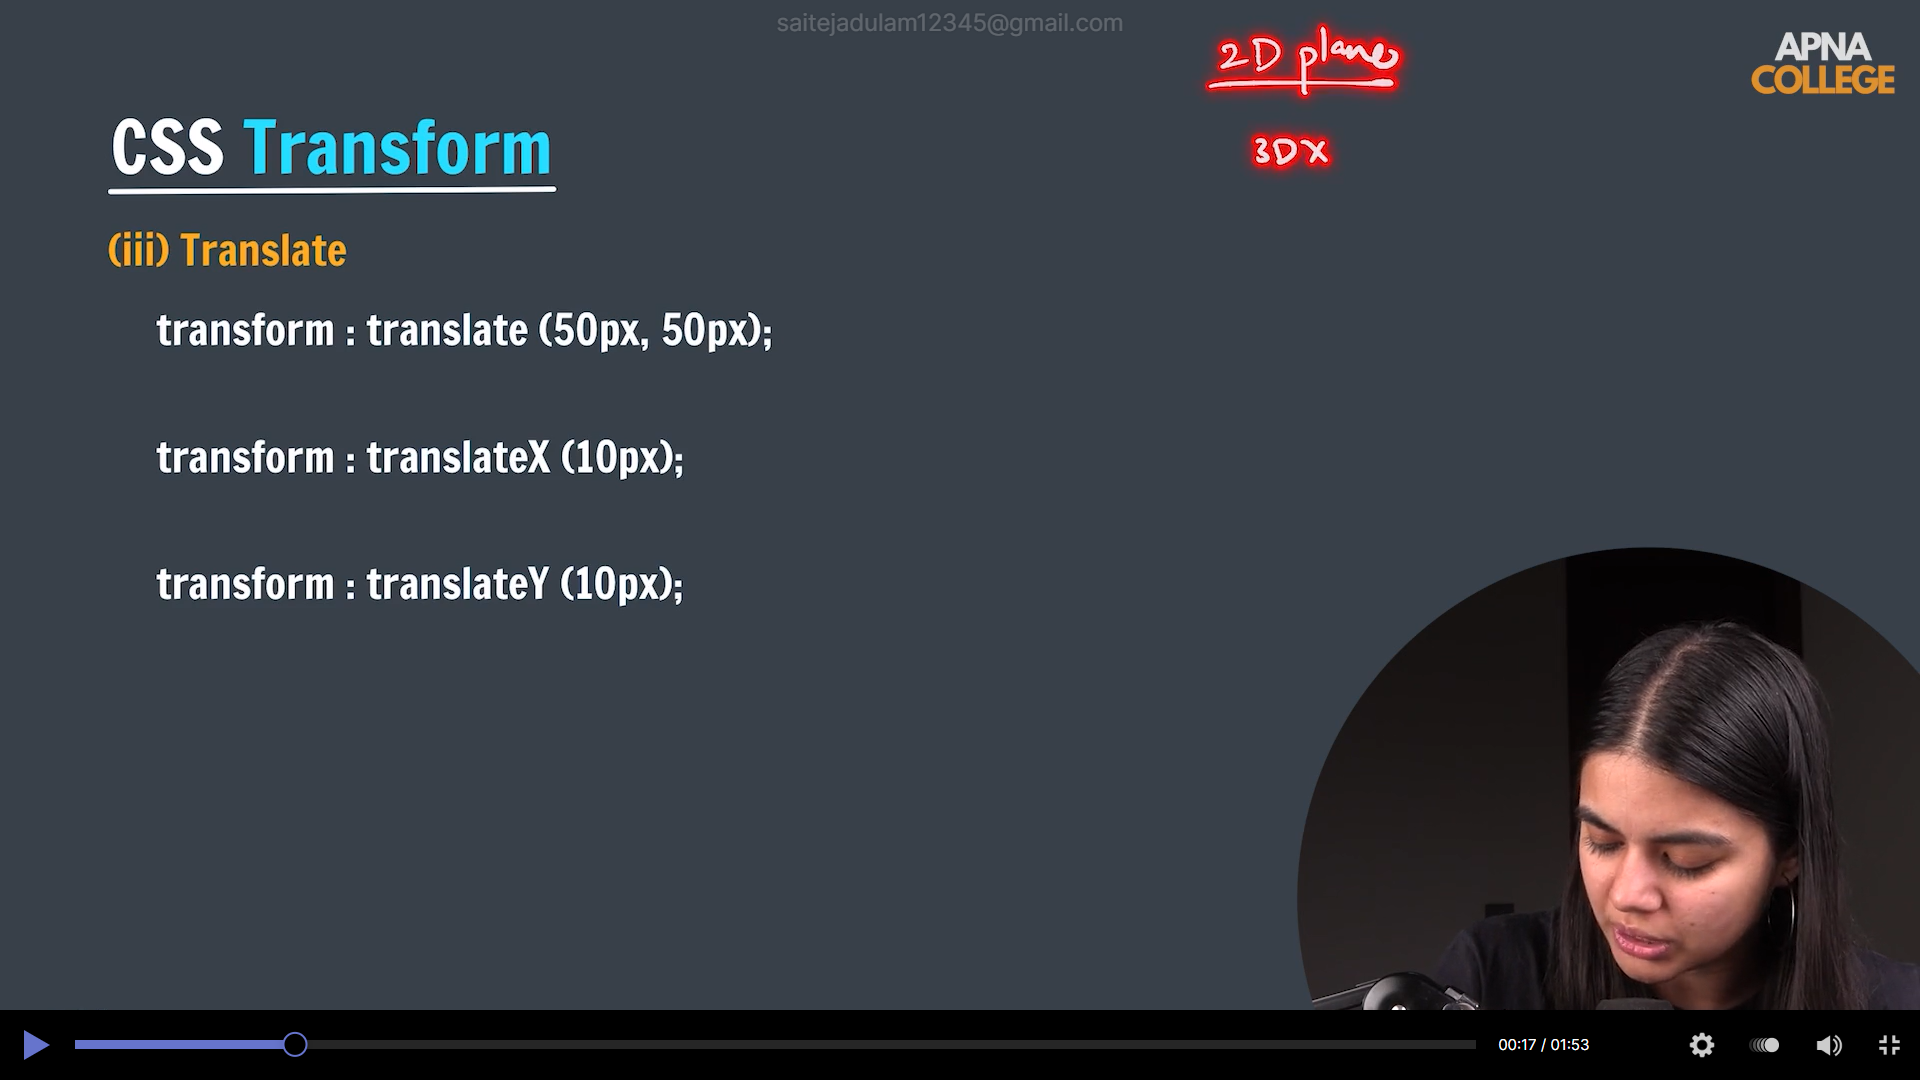 saitejadulam12345@gmail.com
2D plane
APNA
COLLEGE
3DX
CSS Transform
(iii) Translate
transform : translate (50px, 50px);
transform : translateX (10px);
transform : translateY (10px);
00:17 / 01:53